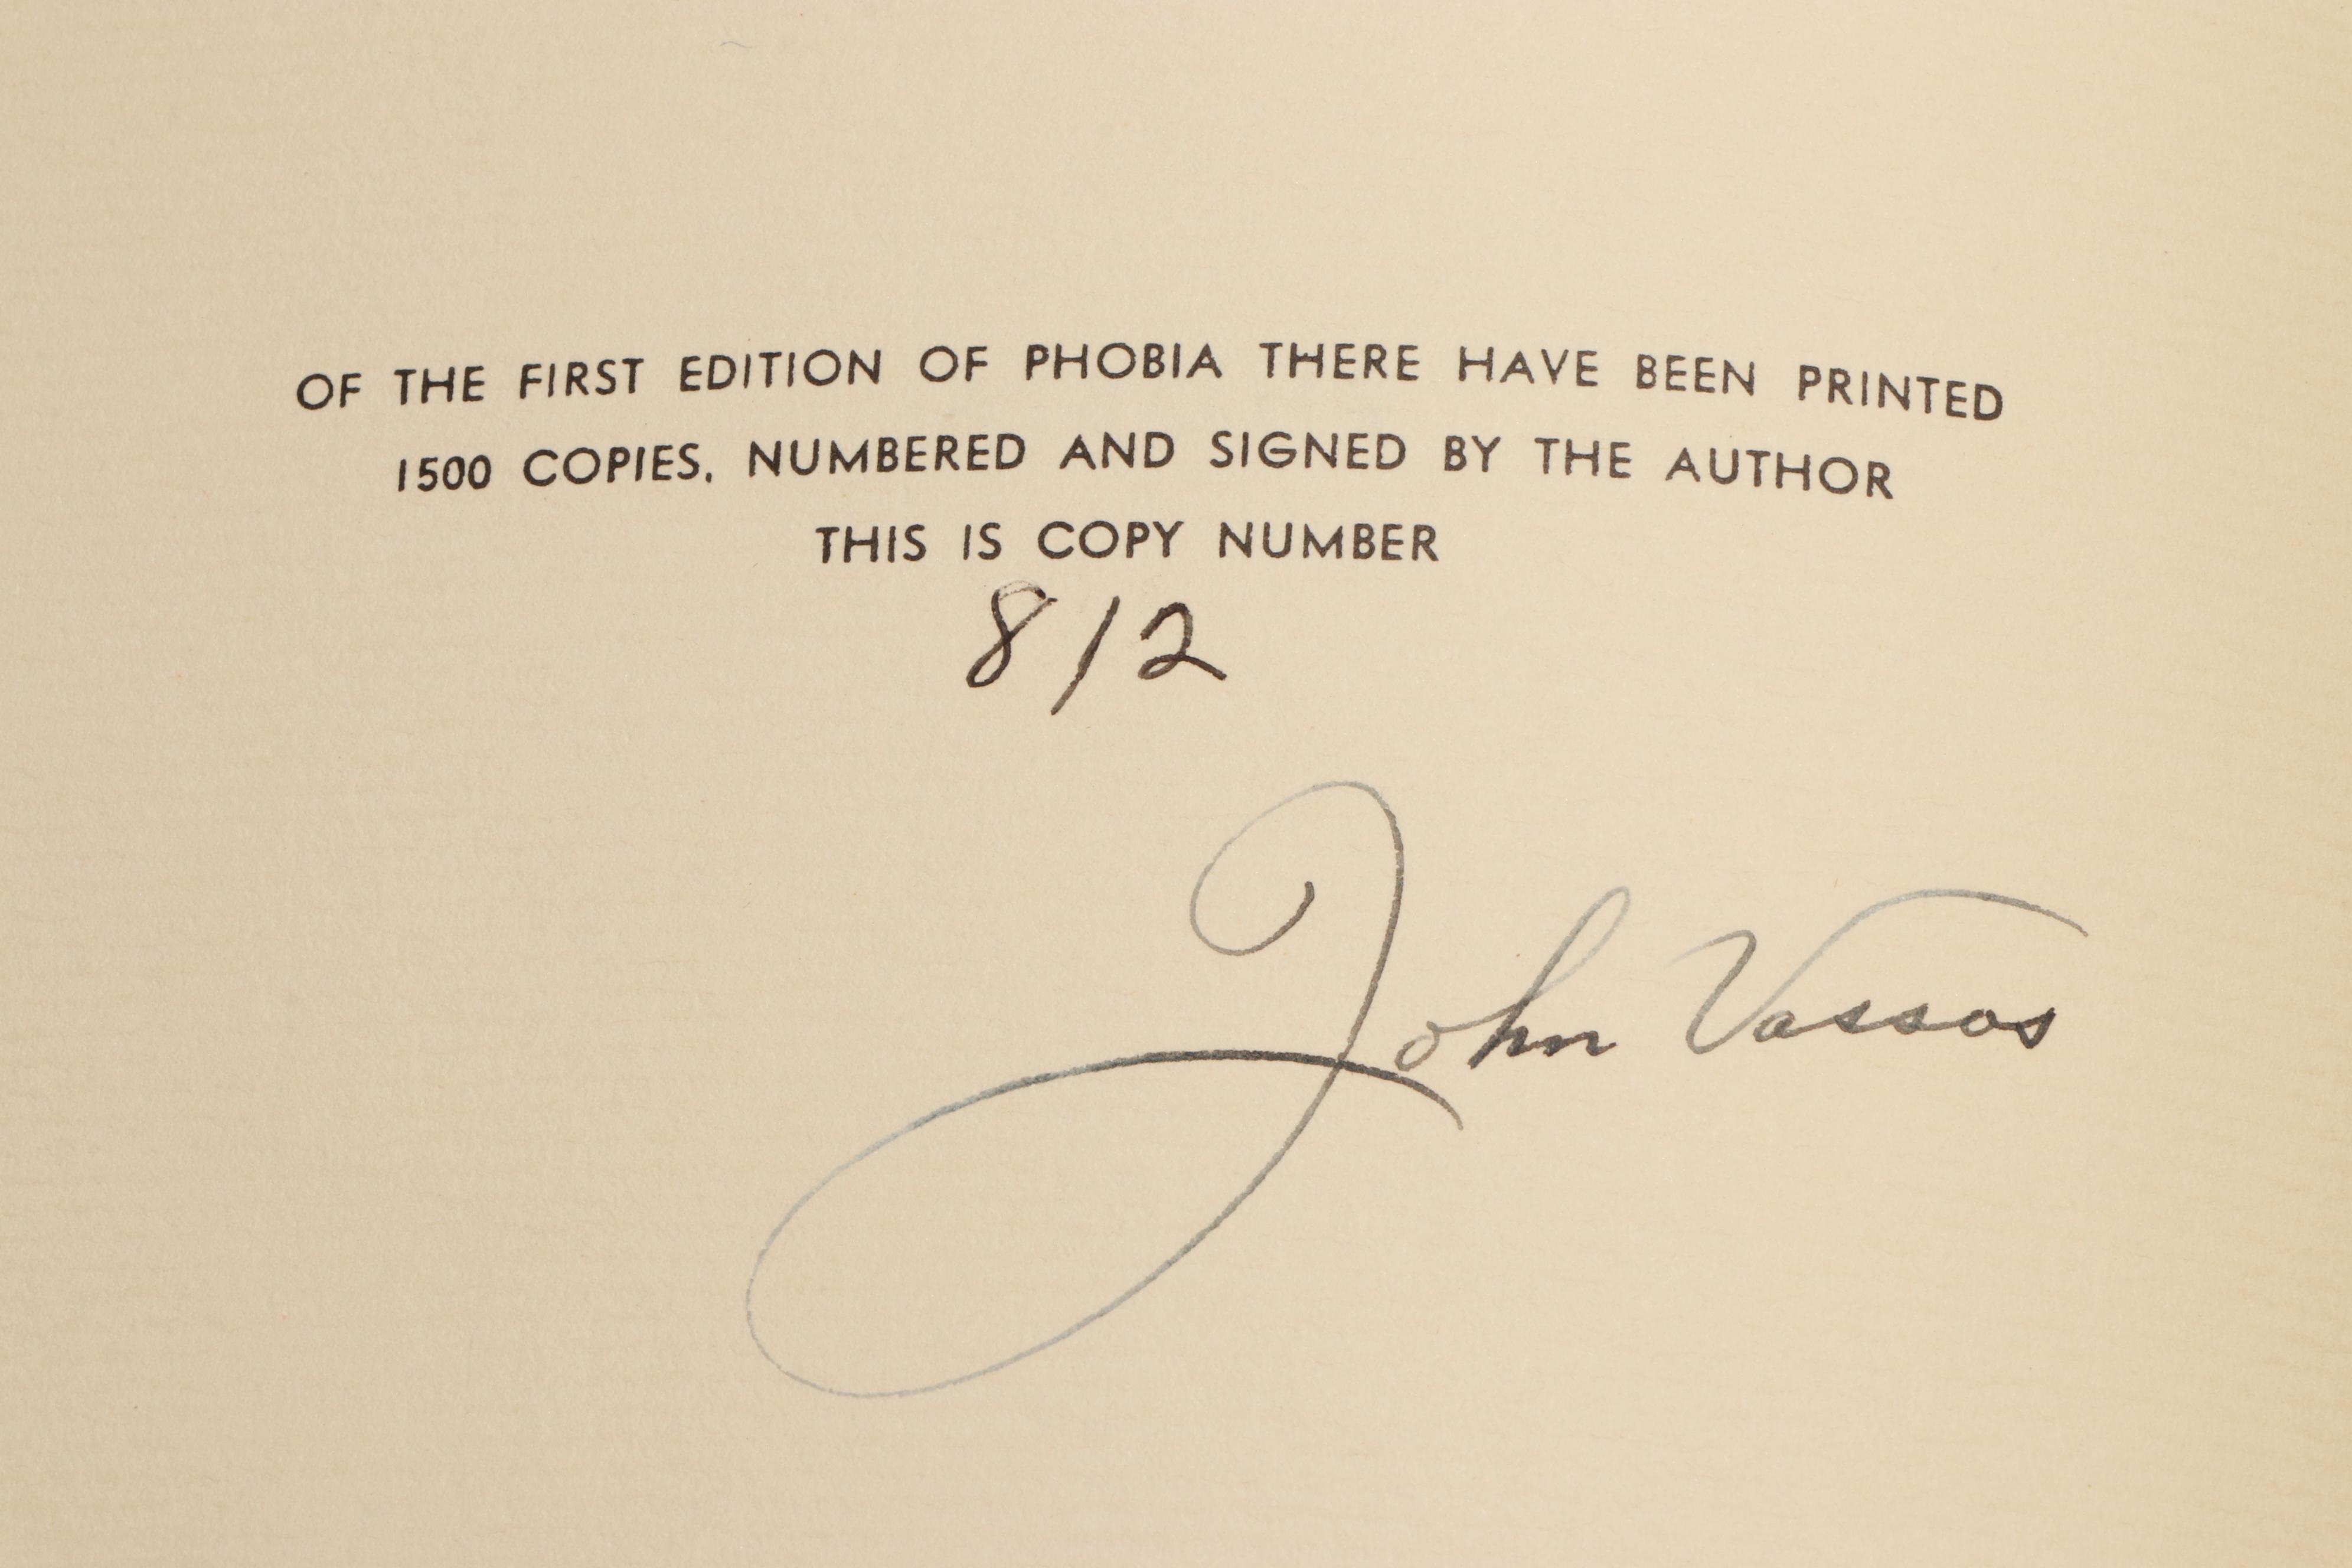 OF THE FIRST EDITION OF PHOBIA THERE HAVE BEEN PRINTED
1500 COPIES, NUMBERED AND SIGNED BY THE AUTHOR
THIS IS COPY NUMBER
812
John Vassos